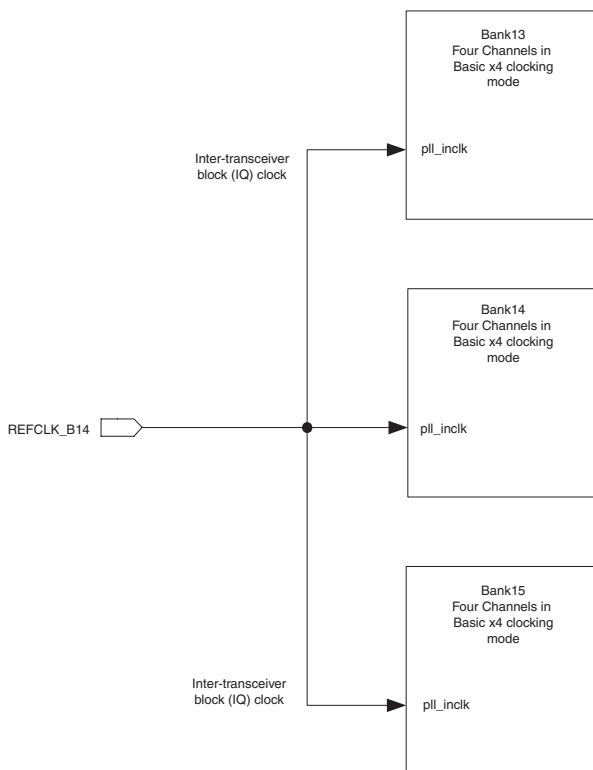 Bank13
Four Channels in
Basic x4 clocking
mode
pll_inclk
Inter-transceiver
block (IQ) clock
Bank14
Four Channels in
Basic x4 clocking
mode
pll_inclk
REFCLK_B14
Bank15
Four Channels in
Basic x4 clocking
mode
pll_inclk
Inter-transceiver
block (IQ) clock